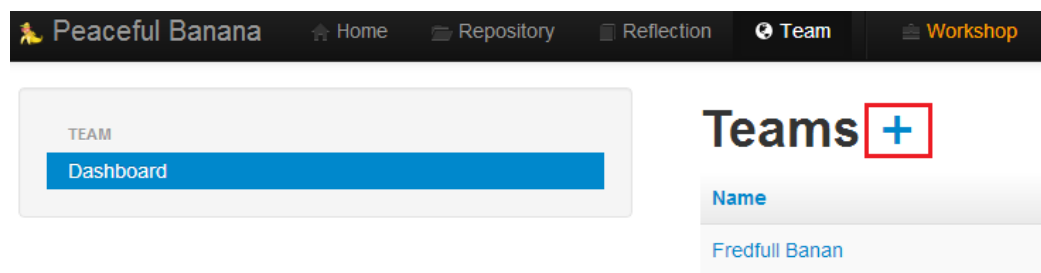 Peaceful Banana Home Repository Reflection Team Workshop
TEAM
Dashboard
Teams +
Name
Fredfull Banan